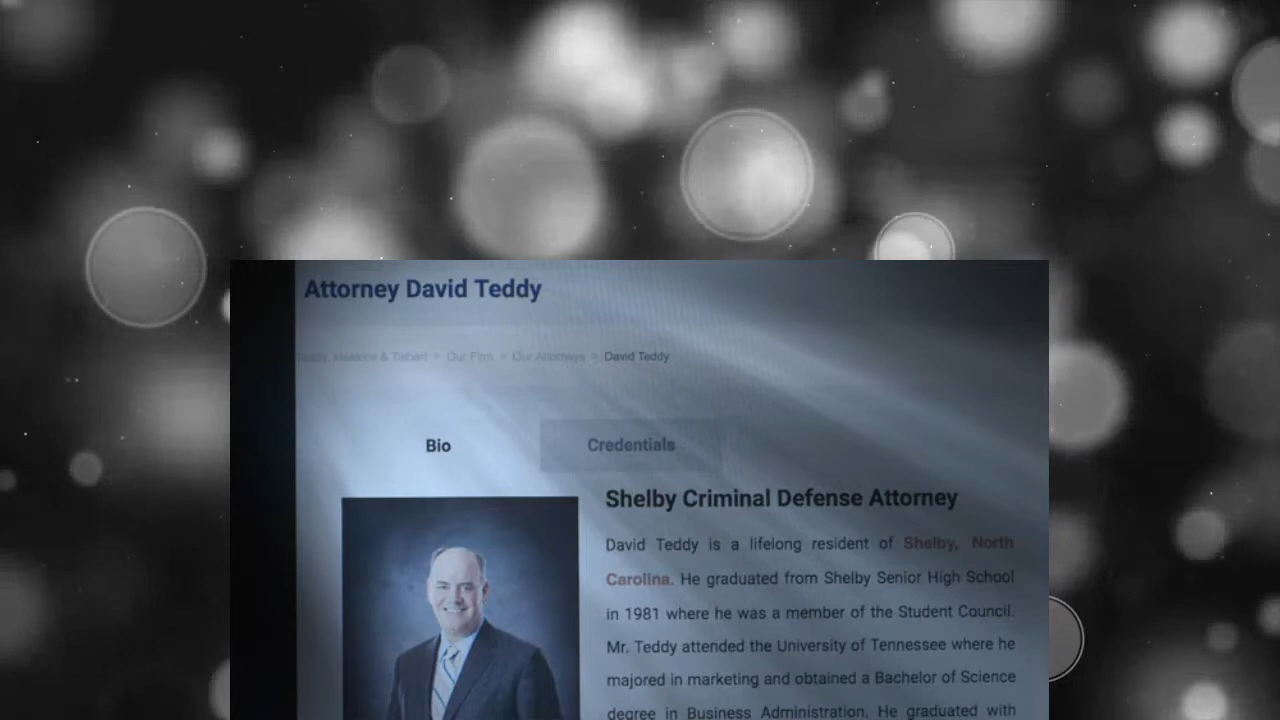 Attorney David Teddy
Teddy, Meekins & Talbert > Our Firm > Our Attorneys > David Teddy
Bio
Credentials
Shelby Criminal Defense Attorney
David Teddy is a lifelong resident of Shelby, North
Carolina. He graduated from Shelby Senior High School
in 1981 where he was a member of the Student Council.
Mr. Teddy attended the University of Tennessee where he
majored in marketing and obtained a Bachelor of Science
degree in Business Administration. He graduated with